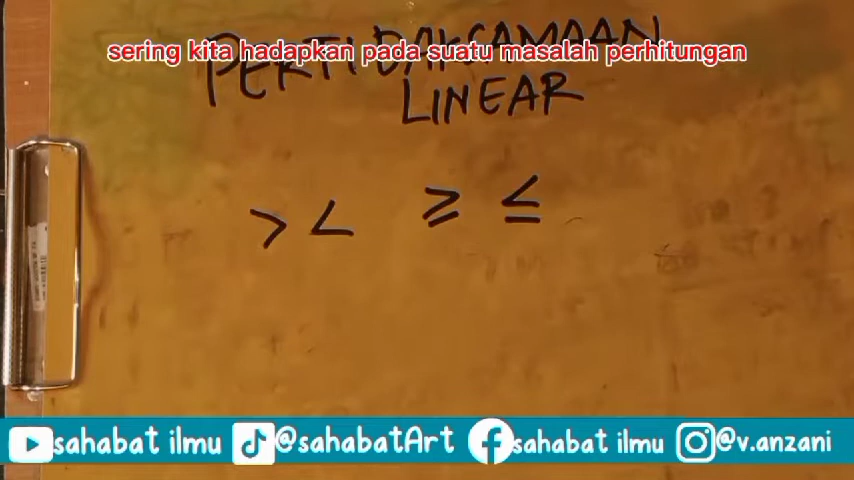 sering kita hadapkan pada suatu masalah perhitungan
PERTIDAKSAMAAN
LINEAR
> < ≥ ≤
sahabat ilmu @sahabatArt sahabat ilmu @v.anzani